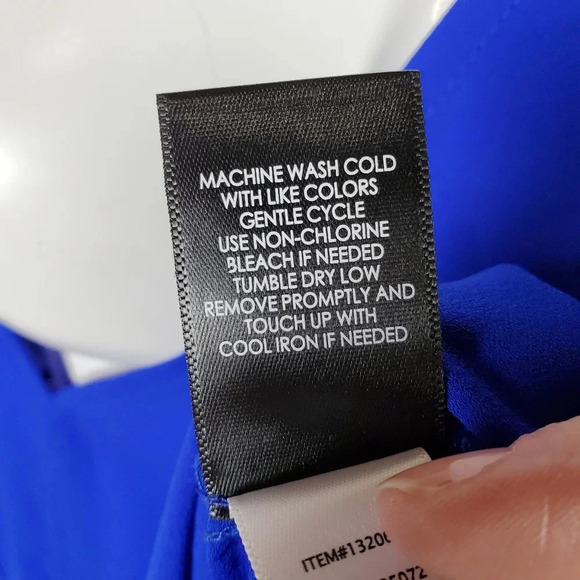 MACHINE WASH COLD
WITH LIKE COLORS
GENTLE CYCLE
USE NON-CHLORINE
BLEACH IF NEEDED
TUMBLE DRY LOW
REMOVE PROMPTLY AND
TOUCH UP WITH
COOL IRON IF NEEDED